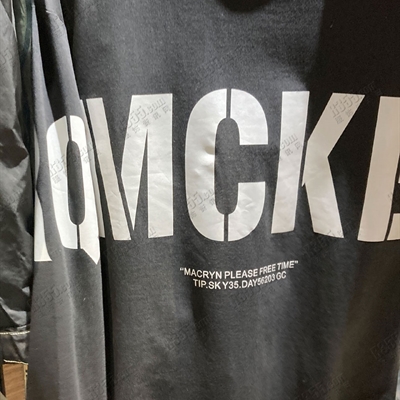 QMCKE
"MACRYN PLEASE FREE TIME"
TIP.SKY35.DAY56203 GC